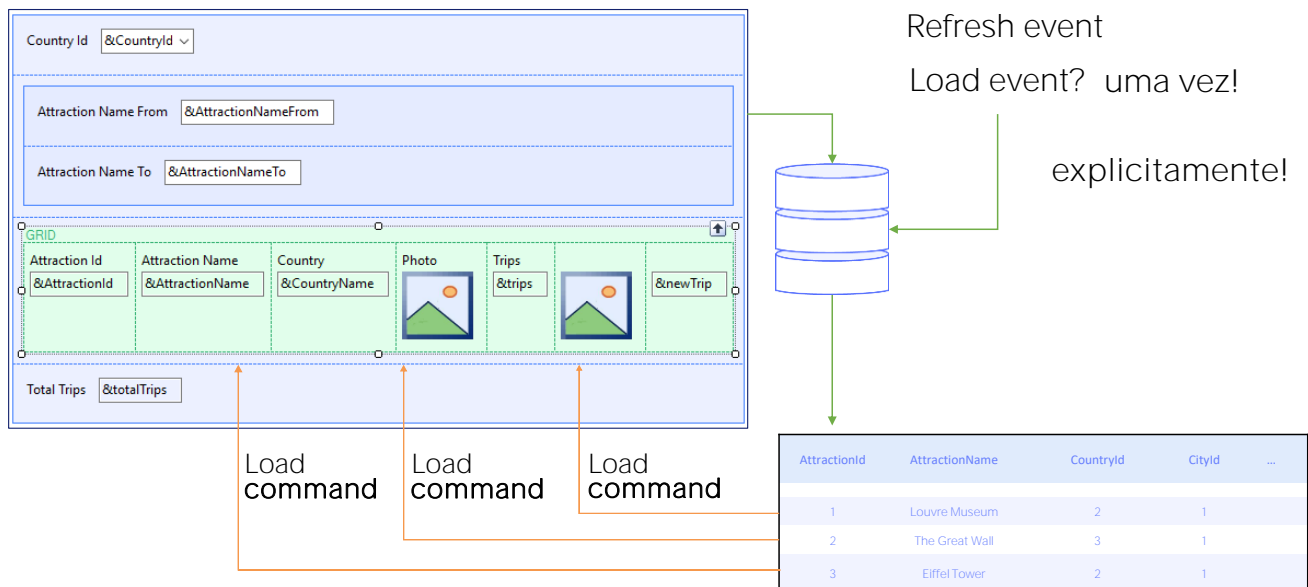 Country Id &CountryId
Attraction Name From &AttractionNameFrom
Attraction Name To &AttractionNameTo
GRID
Attraction Id Attraction Name Country Photo Trips
&AttractionId &AttractionName &CountryName &trips &newTrip
Total Trips &totalTrips
Refresh event
Load event? uma vez!
explicitamente!
Load command
Load command
Load command
AttractionId AttractionName CountryId CityId ...
1 Louvre Museum 2 1
2 The Great Wall 3 1
3 Eiffel Tower 2 1